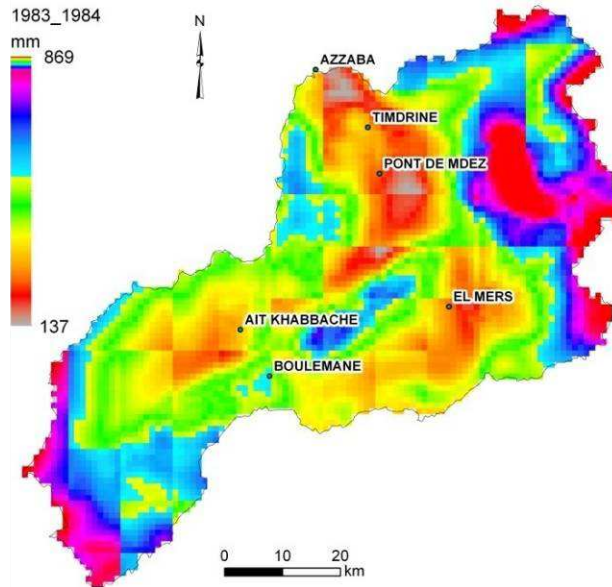 1983_1984
mm
869
137
N
AZZABA
TIMDRINE
PONT DE MDEZ
EL MERS
AIT KHABBACHE
BOULEMANE
0 10 20
km